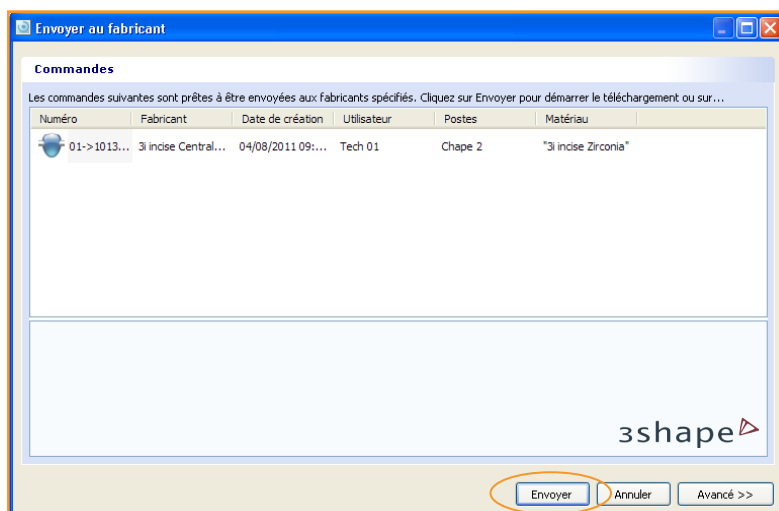 Envoyer au fabricant
Commandes
Les commandes suivantes sont prêtes à être envoyées aux fabricants spécifiés. Cliquez sur Envoyer pour démarrer le téléchargement ou sur...
Numéro Fabricant Date de création Utilisateur Postes Matériau
01->1013... 3i incise Central... 04/08/2011 09:... Tech 01 Chape 2 "3i incise Zirconia"
3shape
Envoyer Annuler Avancé >>